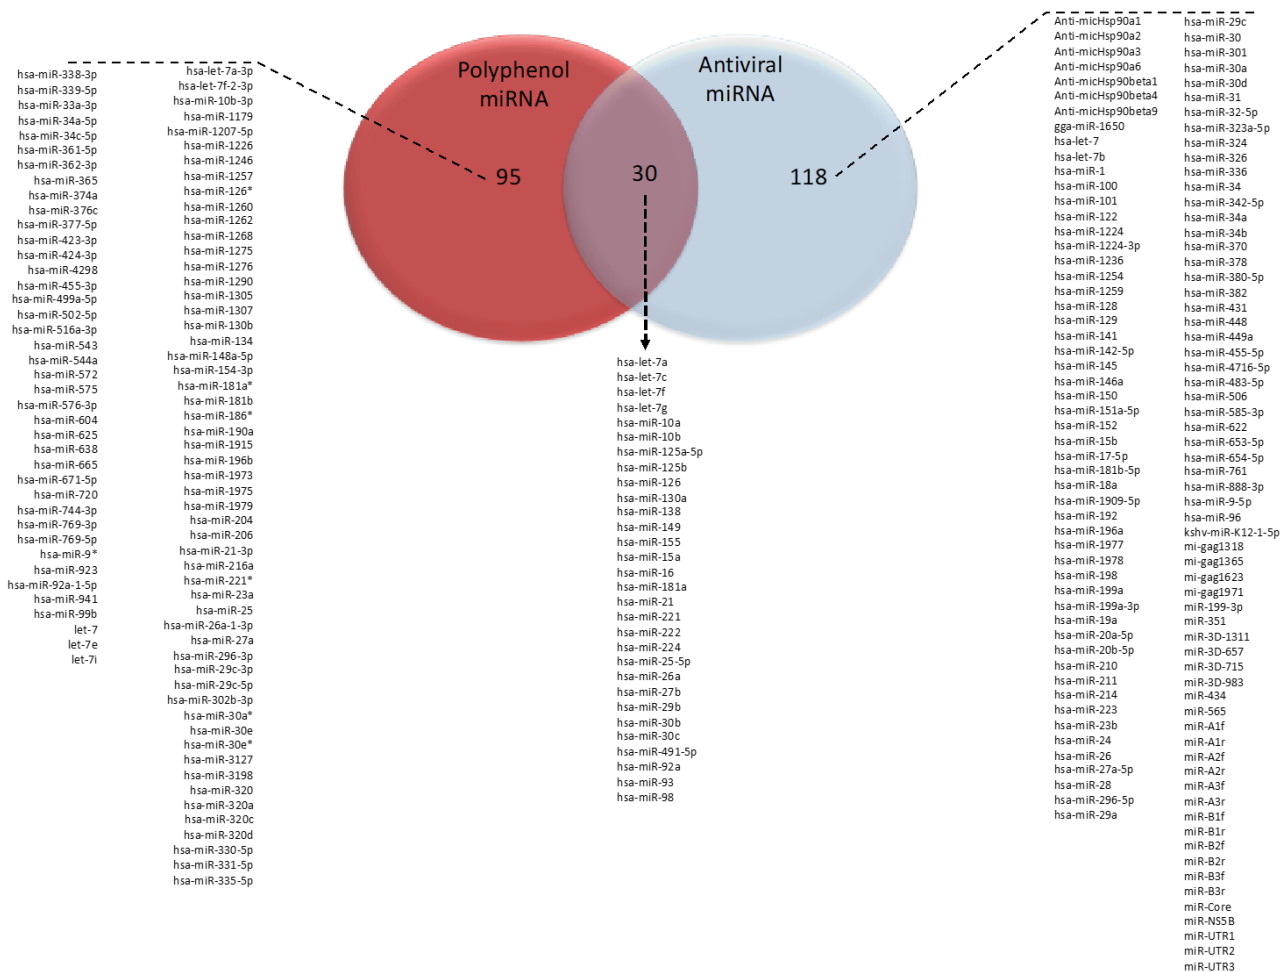 Polyphenol
miRNA
Antiviral
miRNA
95
30
118
hsa-miR-338-3p
hsa-miR-339-5p
hsa-miR-33a-3p
hsa-miR-34a-5p
hsa-miR-34c-5p
hsa-miR-361-5p
hsa-miR-362-3p
hsa-miR-365
hsa-miR-374a
hsa-miR-376c
hsa-miR-377-5p
hsa-miR-423-3p
hsa-miR-424-3p
hsa-miR-4298
hsa-miR-455-3p
hsa-miR-499a-5p
hsa-miR-502-5p
hsa-miR-516a-3p
hsa-miR-543
hsa-miR-544a
hsa-miR-572
hsa-miR-575
hsa-miR-576-3p
hsa-miR-604
hsa-miR-625
hsa-miR-638
hsa-miR-665
hsa-miR-671-5p
hsa-miR-720
hsa-miR-744-3p
hsa-miR-769-3p
hsa-miR-769-5p
hsa-miR-9*
hsa-miR-923
hsa-miR-92a-1-5p
hsa-miR-941
hsa-miR-99b
let-7
let-7e
let-7i
hsa-let-7a-3p
hsa-let-7f-2-3p
hsa-miR-10b-3p
hsa-miR-1179
hsa-miR-1207-5p
hsa-miR-1226
hsa-miR-1246
hsa-miR-1257
hsa-miR-126*
hsa-miR-1260
hsa-miR-1262
hsa-miR-1268
hsa-miR-1275
hsa-miR-1276
hsa-miR-1290
hsa-miR-1305
hsa-miR-1307
hsa-miR-130b
hsa-miR-134
hsa-miR-148a-5p
hsa-miR-154-3p
hsa-miR-181a*
hsa-miR-181b
hsa-miR-186*
hsa-miR-190a
hsa-miR-1915
hsa-miR-196b
hsa-miR-1973
hsa-miR-1975
hsa-miR-1979
hsa-miR-204
hsa-miR-206
hsa-miR-21-3p
hsa-miR-216a
hsa-miR-221*
hsa-miR-23a
hsa-miR-25
hsa-miR-26a-1-3p
hsa-miR-27a
hsa-miR-296-3p
hsa-miR-29c-3p
hsa-miR-29c-5p
hsa-miR-302b-3p
hsa-miR-30a*
hsa-miR-30e
hsa-miR-30e*
hsa-miR-3127
hsa-miR-3198
hsa-miR-320
hsa-miR-320a
hsa-miR-320c
hsa-miR-320d
hsa-miR-330-5p
hsa-miR-331-5p
hsa-miR-335-5p
hsa-let-7a
hsa-let-7c
hsa-let-7f
hsa-let-7g
hsa-miR-10a
hsa-miR-10b
hsa-miR-125a-5p
hsa-miR-125b
hsa-miR-126
hsa-miR-130a
hsa-miR-138
hsa-miR-149
hsa-miR-155
hsa-miR-15a
hsa-miR-16
hsa-miR-181a
hsa-miR-21
hsa-miR-221
hsa-miR-222
hsa-miR-224
hsa-miR-25-5p
hsa-miR-26a
hsa-miR-27b
hsa-miR-29b
hsa-miR-30b
hsa-miR-30c
hsa-miR-491-5p
hsa-miR-92a
hsa-miR-93
hsa-miR-98
Anti-micHsp90a1
Anti-micHsp90a2
Anti-micHsp90a3
Anti-micHsp90a6
Anti-micHsp90beta1
Anti-micHsp90beta4
Anti-micHsp90beta9
gga-miR-1650
hsa-let-7
hsa-let-7b
hsa-miR-1
hsa-miR-100
hsa-miR-101
hsa-miR-122
hsa-miR-1224
hsa-miR-1224-3p
hsa-miR-1236
hsa-miR-1254
hsa-miR-1259
hsa-miR-128
hsa-miR-129
hsa-miR-141
hsa-miR-142-5p
hsa-miR-145
hsa-miR-146a
hsa-miR-150
hsa-miR-151a-5p
hsa-miR-152
hsa-miR-15b
hsa-miR-17-5p
hsa-miR-181b-5p
hsa-miR-18a
hsa-miR-1909-5p
hsa-miR-192
hsa-miR-196a
hsa-miR-1977
hsa-miR-1978
hsa-miR-198
hsa-miR-199a
hsa-miR-199a-3p
hsa-miR-19a
hsa-miR-20a-5p
hsa-miR-20b-5p
hsa-miR-210
hsa-miR-211
hsa-miR-214
hsa-miR-223
hsa-miR-23b
hsa-miR-24
hsa-miR-26
hsa-miR-27a-5p
hsa-miR-28
hsa-miR-296-5p
hsa-miR-29a
hsa-miR-29c
hsa-miR-30
hsa-miR-301
hsa-miR-30a
hsa-miR-30d
hsa-miR-31
hsa-miR-32-5p
hsa-miR-323a-5p
hsa-miR-324
hsa-miR-326
hsa-miR-336
hsa-miR-34
hsa-miR-342-5p
hsa-miR-34a
hsa-miR-34b
hsa-miR-370
hsa-miR-378
hsa-miR-380-5p
hsa-miR-382
hsa-miR-431
hsa-miR-448
hsa-miR-449a
hsa-miR-455-5p
hsa-miR-4716-5p
hsa-miR-483-5p
hsa-miR-506
hsa-miR-585-3p
hsa-miR-622
hsa-miR-653-5p
hsa-miR-654-5p
hsa-miR-761
hsa-miR-888-3p
hsa-miR-9-5p
hsa-miR-96
kshv-miR-K12-1-5p
mi-gag1318
mi-gag1365
mi-gag1623
mi-gag1971
miR-199-3p
miR-351
miR-3D-1311
miR-3D-657
miR-3D-715
miR-3D-983
miR-434
miR-565
miR-A1f
miR-A1r
miR-A2f
miR-A2r
miR-A3f
miR-A3r
miR-B1f
miR-B1r
miR-B2f
miR-B2r
miR-B3f
miR-B3r
miR-Core
miR-NS5B
miR-UTR1
miR-UTR2
miR-UTR3